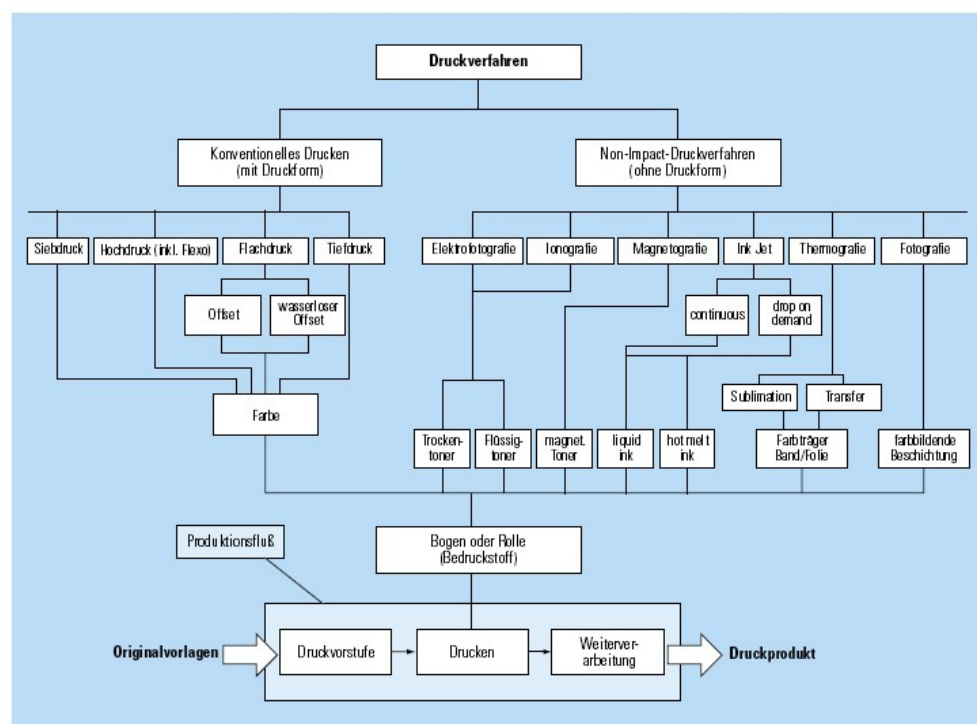 Druckverfahren
Konventionelles Drucken
(mit Druckform)
Non-Impact-Druckverfahren
(ohne Druckform)
Siebdruck
Hochdruck (inkl. Flexo)
Flachdruck
Tiefdruck
Elektrofotografie
Ionografie
Magnetografie
Ink Jet
Thermografie
Fotografie
Offset
wasserloser
Offset
continuous
drop on
demand
Sublimation
Transfer
Farbe
Trocken-
toner
Flüssig-
toner
magnet.
Toner
liquid
ink
hot melt
ink
Farbträger
Band/Folie
farbbildende
Beschichtung
Produktionsfluß
Bogen oder Rolle
(Bedruckstoff)
Originalvorlagen
Druckvorstufe
Drucken
Weiterver-
arbeitung
Druckprodukt